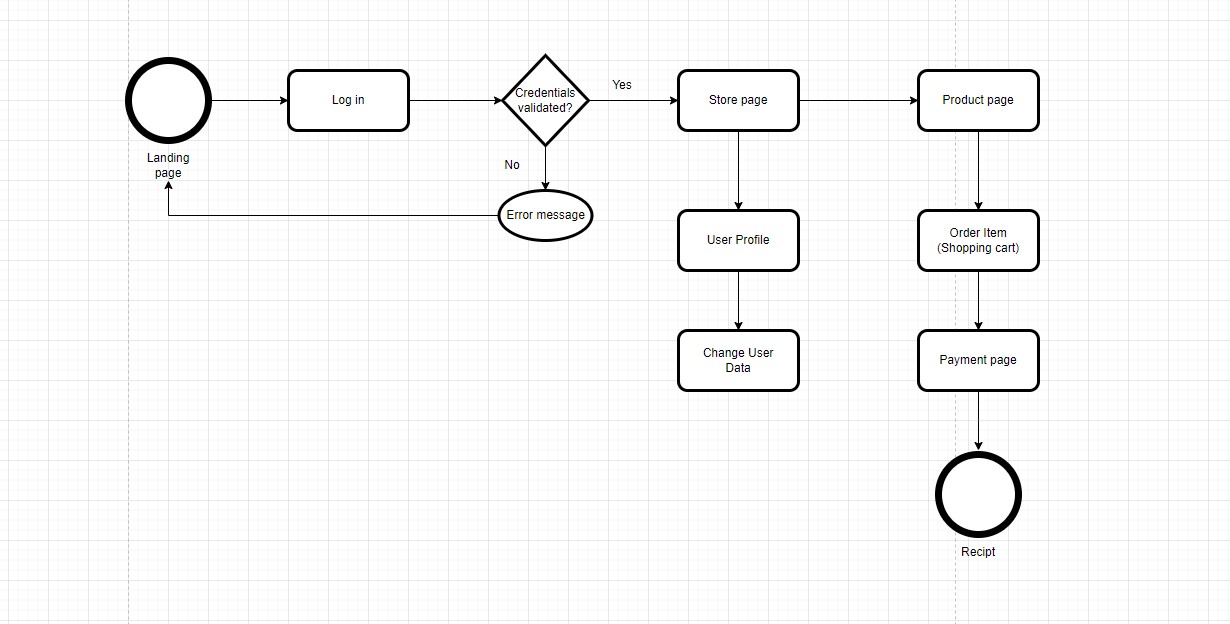 Landing
page
Log in
Credentials
validated?
Yes
No
Error message
Store page
Product page
User Profile
Order Item
(Shopping cart)
Change User
Data
Payment page
Recipt